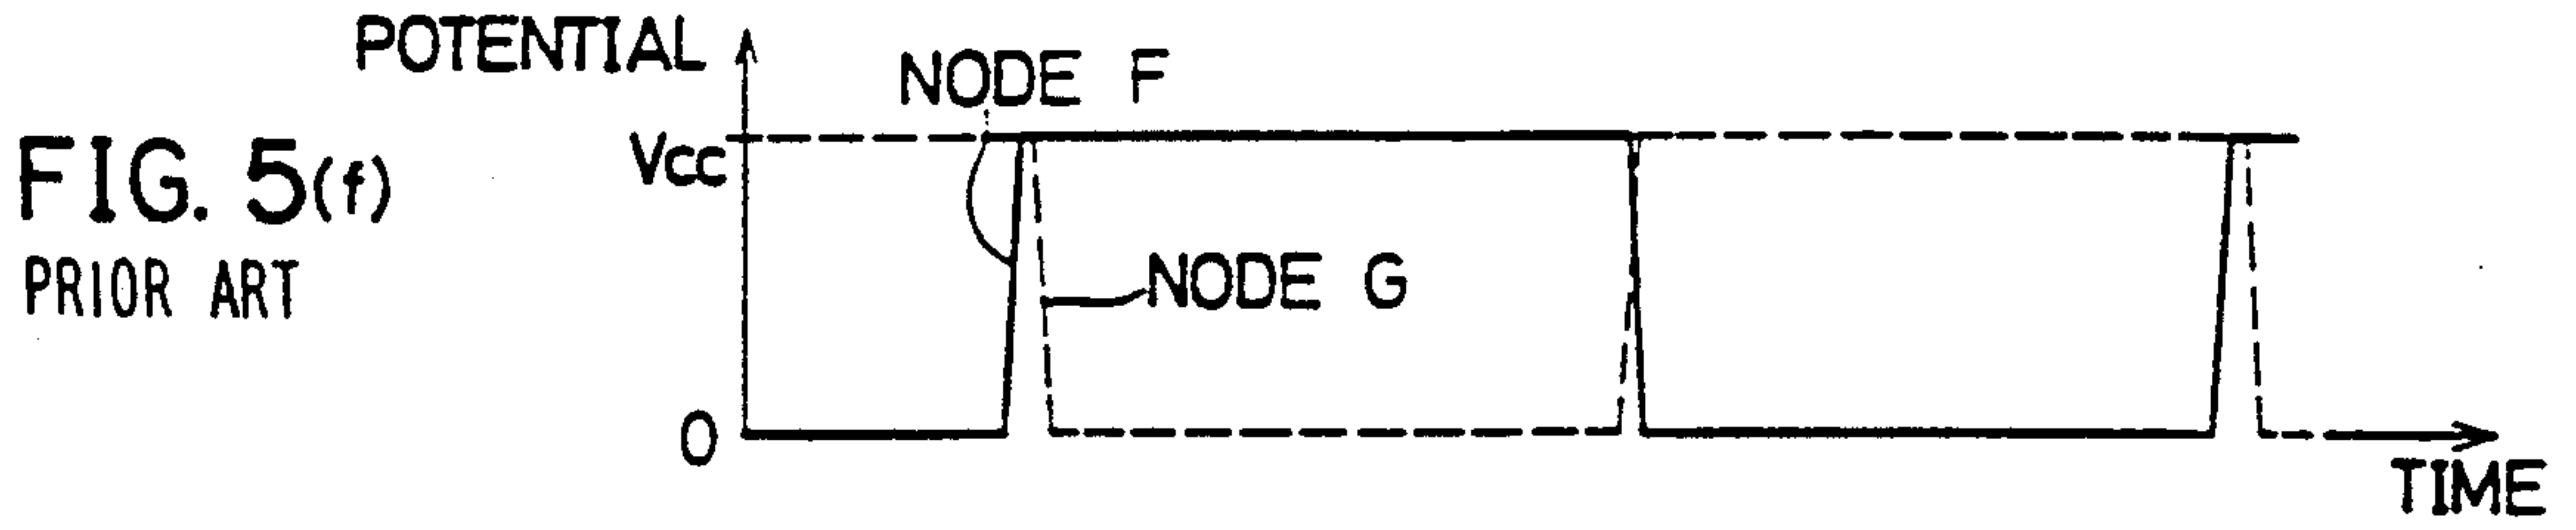 POTENTIAL
NODE F
Vcc
FIG. 5(f)
PRIOR ART
NODE G
0
TIME